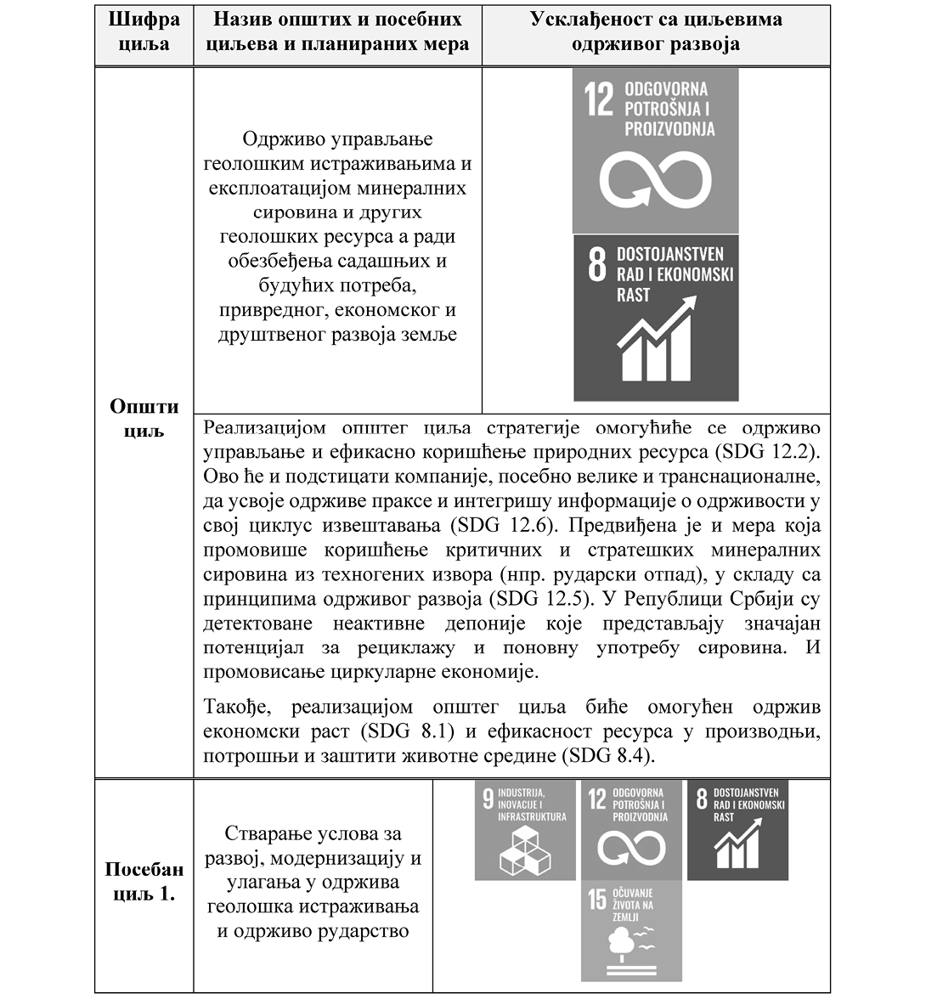 Шифра
циља
Назив општих и посебних
циљева и планираних мера
Усклађеност са циљевима
одрживог развоја
Општи
циљ
Одрживо управљање
геолошким истраживањима и
експлоатацијом минералних
сировина и других
геолошких ресурса а ради
обезбеђења садашњих и
будућих потреба,
привредног, економског и
друштвеног развоја земље
12 ODGOVORNA
POTROŠNJA I
PROIZVODNJA
8 DOSTOJANSTVEN
RAD I EKONOMSKI
RAST
Реализацијом општег циља стратегије омогућиће се одрживо
управљање и ефикасно коришћење природних ресурса (SDG 12.2).
Ово ће и подстицати компаније, посебно велике и транснационалне,
да усвоје одрживе праксе и интегришу информације о одрживости у
свој циклус извештавања (SDG 12.6). Предвиђена је и мера која
промовише коришћење критичних и стратешких минералних
сировина из техногених извора (нпр. рударски отпад), у складу са
принципима одрживог развоја (SDG 12.5). У Републици Србији су
детектоване неактивне депоније које представљају значајан
потенцијал за рециклажу и поновну употребу сировина. И
промовисање циркуларне економије.
Такође, реализацијом општег циља биће омогућен одржив
економски раст (SDG 8.1) и ефикасност ресурса у производњи,
потрошњи и заштити животне средине (SDG 8.4).
Посебан
циљ 1.
Стварање услова за
развој, модернизацију и
улагања у одржива
геолошка истраживања
и одрживо рударство
9 INDUSTRIJA,
INOVACIJE I
INFRASTRUKTURA
12 ODGOVORNA
POTROŠNJA I
PROIZVODNJA
8 DOSTOJANSTVEN
RAD I EKONOMSKI
RAST
15 OČUVANJE
ŽIVOTA NA
ZEMLJI